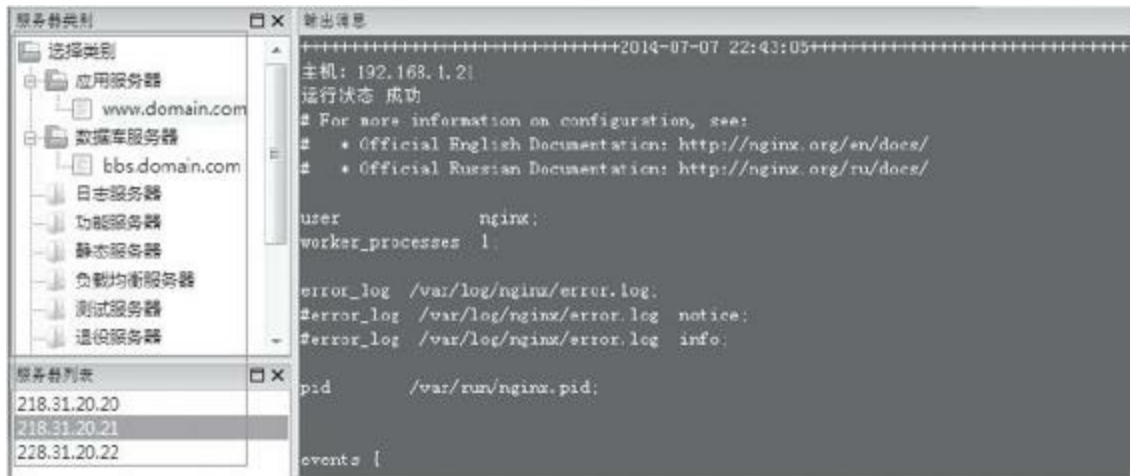 服务器类别
选择类别
应用服务器
www.domain.com
数据库服务器
bbs.domain.com
日志服务器
功能服务器
静态服务器
负载均衡服务器
测试服务器
退役服务器
服务器列表
218.31.20.20
218.31.20.21
228.31.20.22
输出消息
++++++++++++++++++++++++++++++++2014-07-07 22:43:05++++++++++++++++++++++++++++++++
主机: 192.168.1.21
运行状态 成功
# For more information on configuration, see:
#   * Official English Documentation: http://nginx.org/en/docs/
#   * Official Russian Documentation: http://nginx.org/ru/docs/
user              nginx;
worker_processes  1;
error_log  /var/log/nginx/error.log;
#error_log  /var/log/nginx/error.log  notice;
#error_log  /var/log/nginx/error.log  info;
pid        /var/run/nginx.pid;
events {